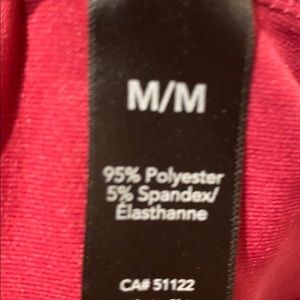 M/M
95% Polyester
5% Spandex/
Élasthanne
CA# 51122